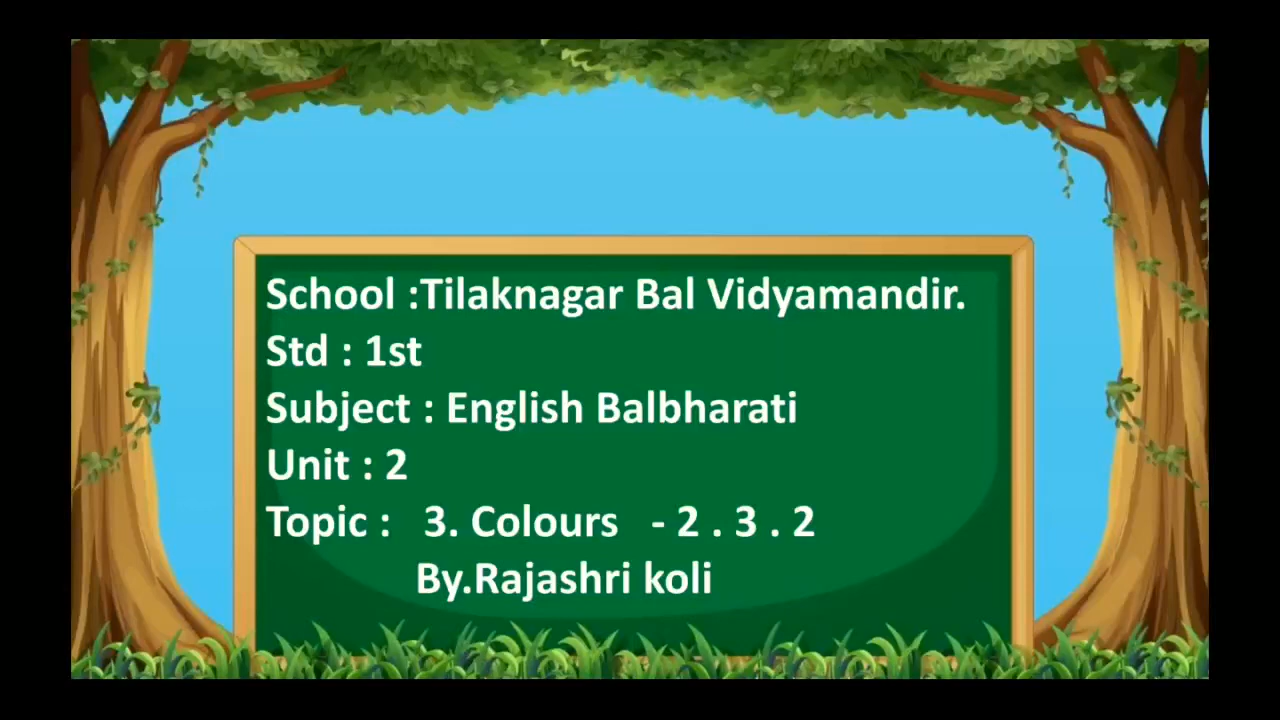 School :Tilaknagar Bal Vidyamandir.
Std : 1st
Subject : English Balbharati
Unit : 2
Topic :   3. Colours   - 2 . 3 . 2
By.Rajashri koli